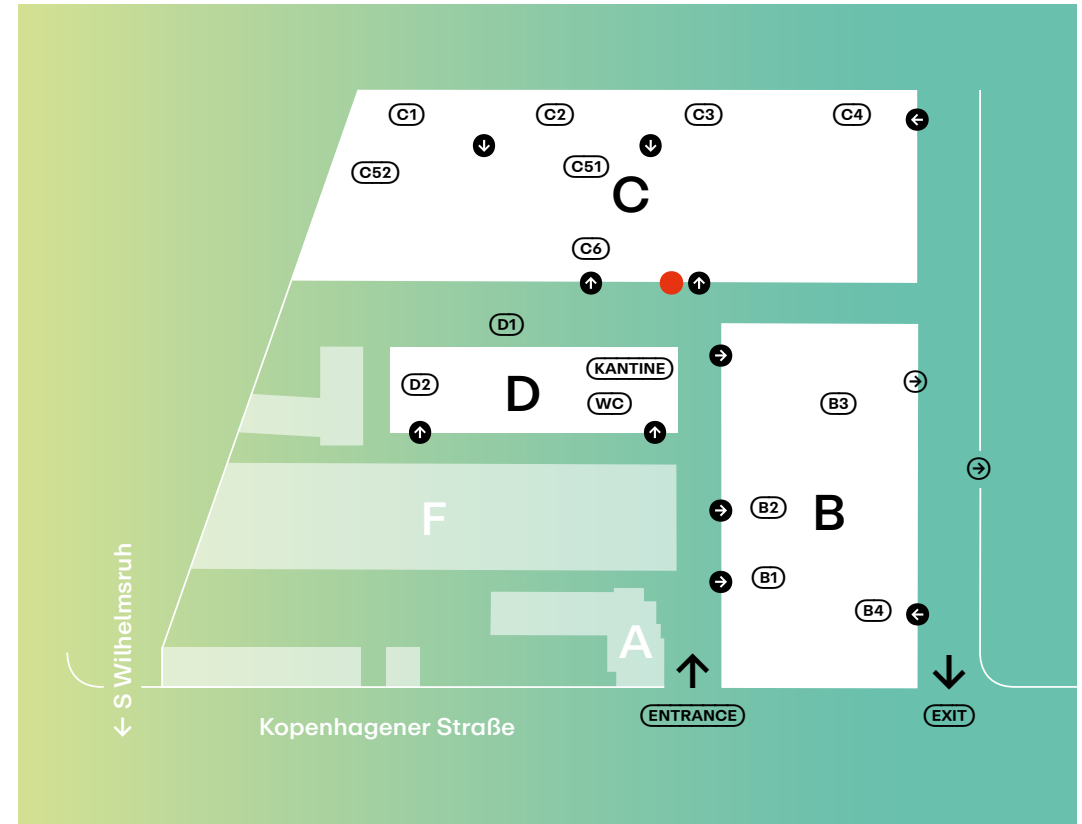 C1
C2
C3
C4
C52
C51
C
C6
D1
KANTINE
D2
D
WC
B3
F
B2
B
B1
B4
A
← S Wilhelmsruh
ENTRANCE
EXIT
Kopenhagener Straße